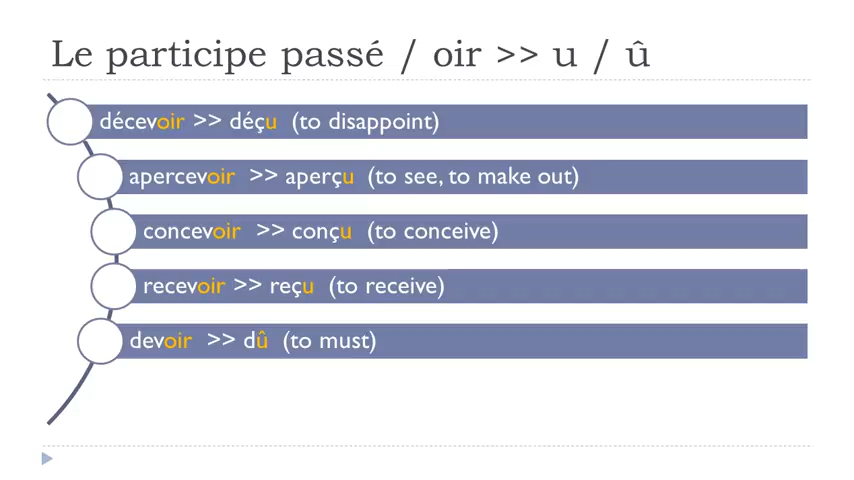 Le participe passé / oir >> u / û
décevoir >> déçu (to disappoint)
apercevoir >> aperçu (to see, to make out)
concevoir >> conçu (to conceive)
recevoir >> reçu (to receive)
devoir >> dû (to must)